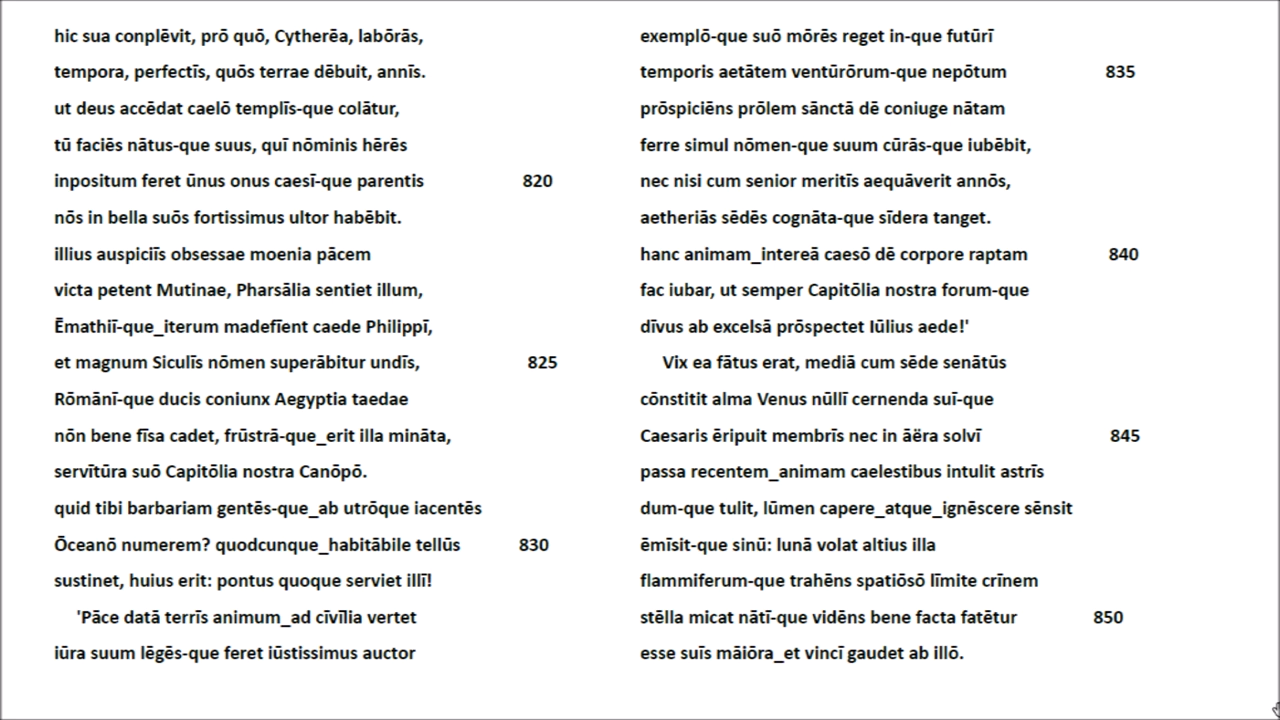 hic sua conplēvit, prō quō, Cytherēa, labōrās,
tempora, perfectīs, quōs terrae dēbuit, annīs.
ut deus accēdat caelō templīs-que colātur,
tū faciēs nātus-que suus, quī nōminis hērēs
inpositum feret ūnus onus caesī-que parentis 820
nōs in bella suōs fortissimus ultor habēbit.
illius auspiciīs obsessae moenia pācem
victa petent Mutinae, Pharsālia sentiet illum,
Ēmathiī-que_iterum madefīent caede Philippī,
et magnum Siculīs nōmen superābitur undīs, 825
Rōmānī-que ducis coniunx Aegyptia taedae
nōn bene fīsa cadet, frūstrā-que_erit illa mināta,
servītūra suō Capitōlia nostra Canōpō.
quid tibi barbariam gentēs-que_ab utrōque iacentēs
Ōceanō numerem? quodcunque_habitābile tellūs 830
sustinet, huius erit: pontus quoque serviet illī!
'Pāce datā terrīs animum_ad cīvīlia vertet
iūra suum lēgēs-que feret iūstissimus auctor
exemplō-que suō mōrēs reget in-que futūrī
temporis aetātem ventūrōrum-que nepōtum 835
prōspiciēns prōlem sānctā dē coniuge nātam
ferre simul nōmen-que suum cūrās-que iubēbit,
nec nisi cum senior meritīs aequāverit annōs,
aetheriās sēdēs cognāta-que sīdera tanget.
hanc animam_intereā caesō dē corpore raptam 840
fac iubar, ut semper Capitōlia nostra forum-que
dīvus ab excelsā prōspectet Iūlius aede!'
Vix ea fātus erat, mediā cum sēde senātūs
cōnstitit alma Venus nūllī cernenda suī-que
Caesaris ēripuit membrīs nec in āëra solvī 845
passa recentem_animam caelestibus intulit astrīs
dum-que tulit, lūmen capere_atque_ignēscere sēnsit
ēmīsit-que sinū: lunā volat altius illa
flammiferum-que trahēns spatiōsō līmite crīnem
stēlla micat nātī-que vidēns bene facta fatētur 850
esse suīs māiōra_et vincī gaudet ab illō.